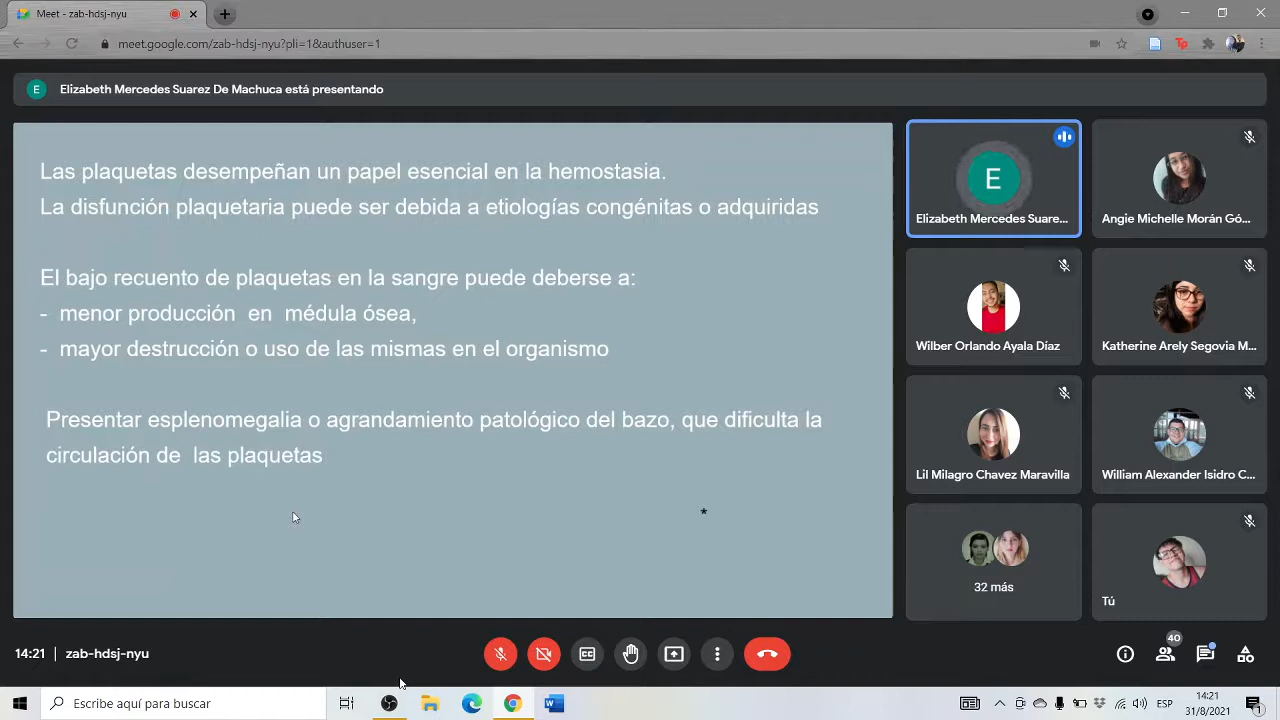 Meet - zab-hdsj-nyu
meet.google.com/zab-hdsj-nyu?pli=1&authuser=1
E
Elizabeth Mercedes Suarez De Machuca está presentando
Las plaquetas desempeñan un papel esencial en la hemostasia.
La disfunción plaquetaria puede ser debida a etiologías congénitas o adquiridas
El bajo recuento de plaquetas en la sangre puede deberse a:
- menor producción en médula ósea,
- mayor destrucción o uso de las mismas en el organismo
Presentar esplenomegalia o agrandamiento patológico del bazo, que dificulta la
circulación de las plaquetas
*
E
Elizabeth Mercedes Suare...
Angie Michelle Morán Gó...
Wilber Orlando Ayala Díaz
Katherine Arely Segovia M...
Lil Milagro Chavez Maravilla
William Alexander Isidro C...
32 más
Tú
14:21 | zab-hdsj-nyu
40
Escribe aquí para buscar
ESP
14:21
31/8/2021
1